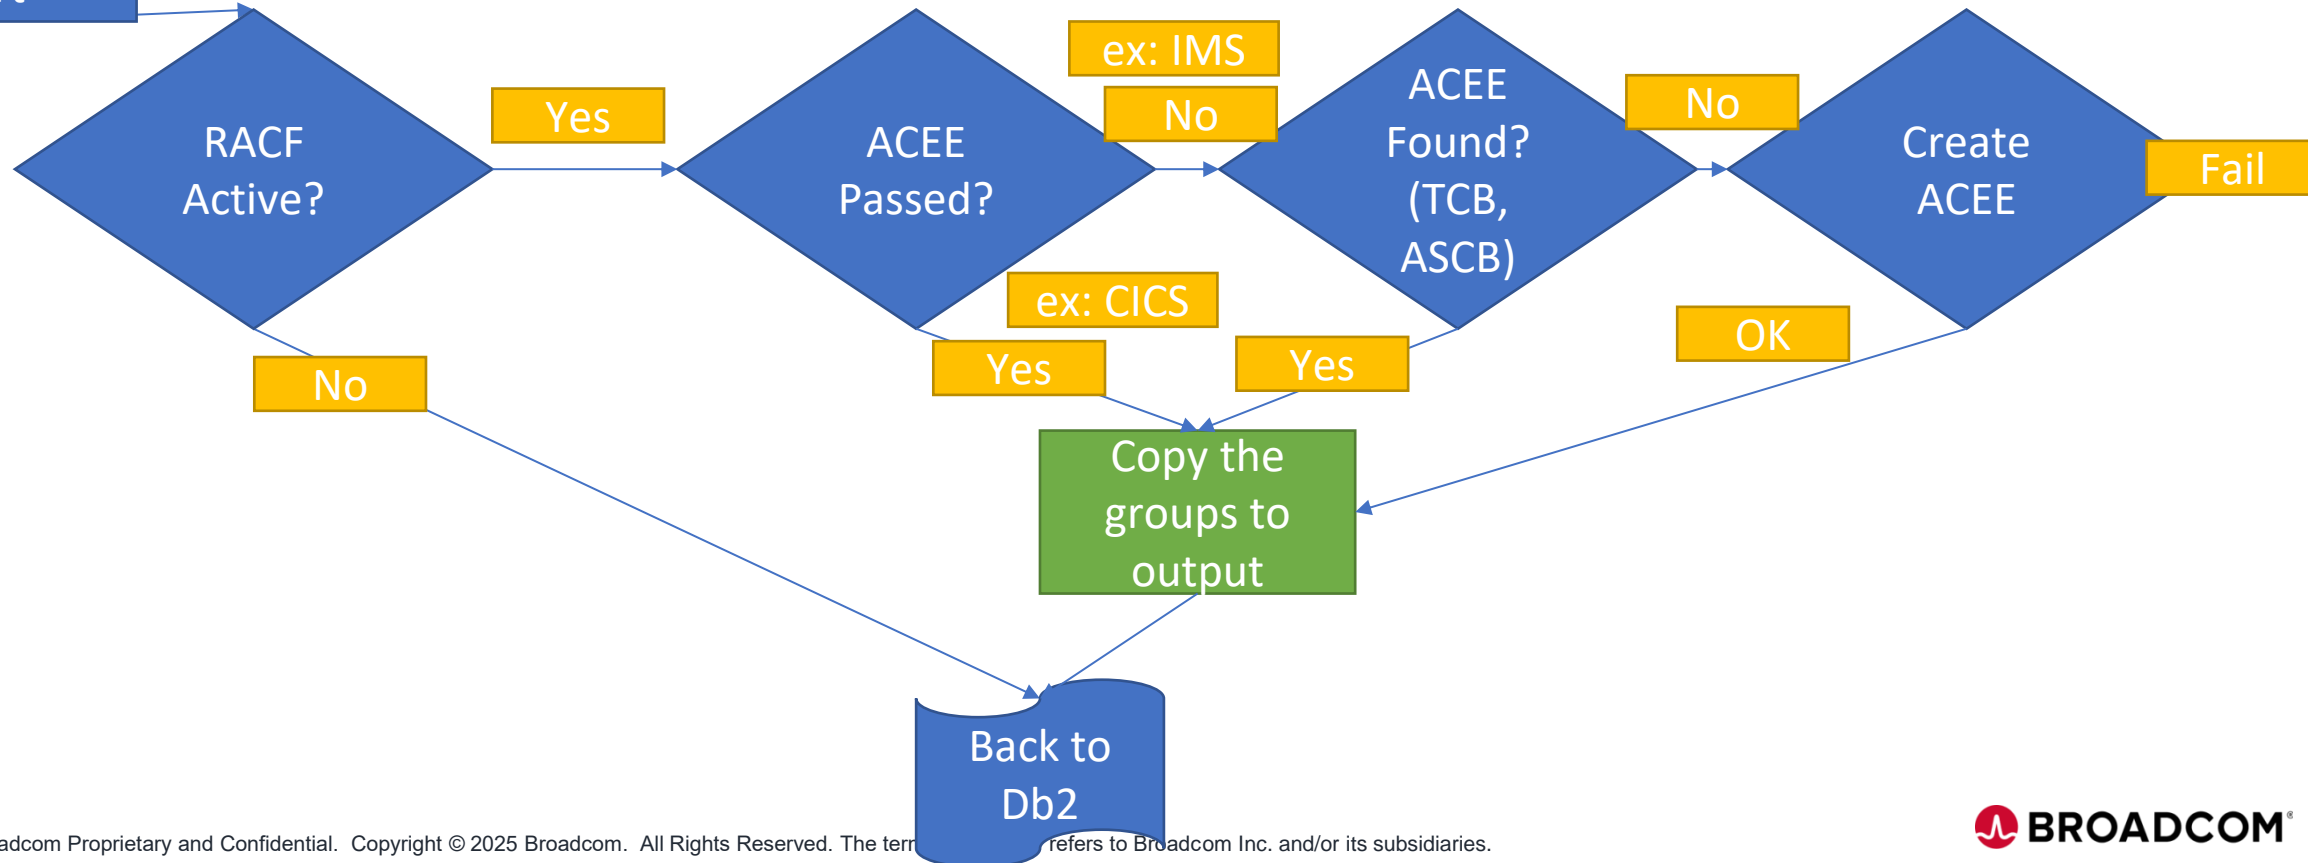 RACF
Active?
Yes
ACEE
Passed?
ex: IMS
No
ACEE
Found?
(TCB,
ASCB)
No
Create
ACEE
Fail
ex: CICS
Yes
Yes
OK
No
Copy the
groups to
output
Back to
Db2
adcom Proprietary and Confidential. Copyright © 2025 Broadcom. All Rights Reserved. The ter refers to Broadcom Inc. and/or its subsidiaries.
BROADCOM®